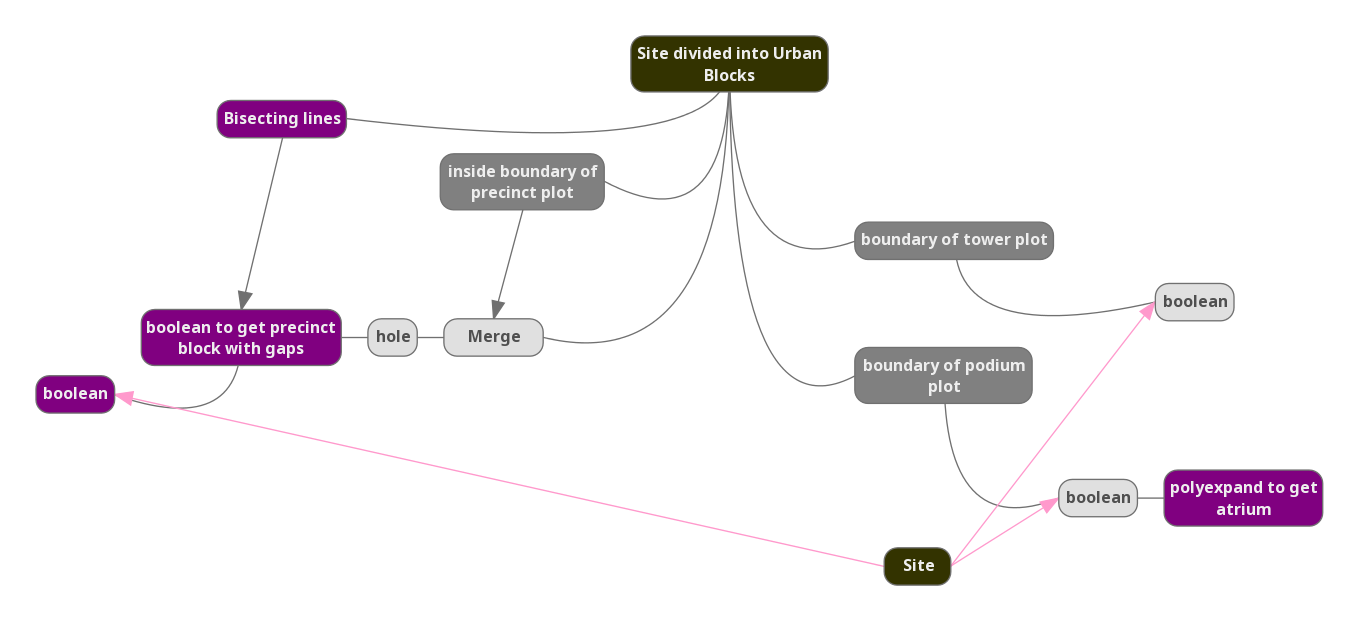 Site divided into Urban
Blocks
Bisecting lines
inside boundary of
precinct plot
boundary of tower plot
boolean
boolean to get precinct
block with gaps
hole
Merge
boundary of podium
plot
boolean
boolean
polyexpand to get
atrium
Site